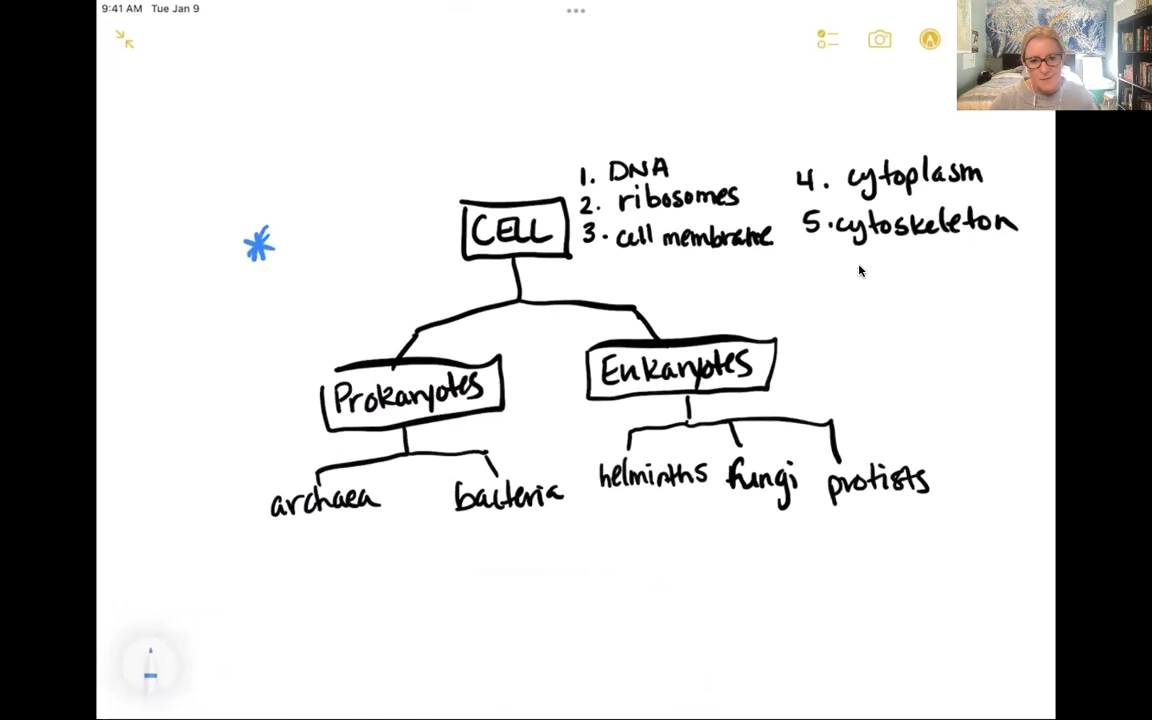 9:41 AM Tue Jan 9
1. DNA
2. ribosomes
3. cell membrane
4. cytoplasm
5. cytoskeleton
CELL
Prokaryotes
Eukaryotes
archaea
bacteria
helminths
fungi
protists